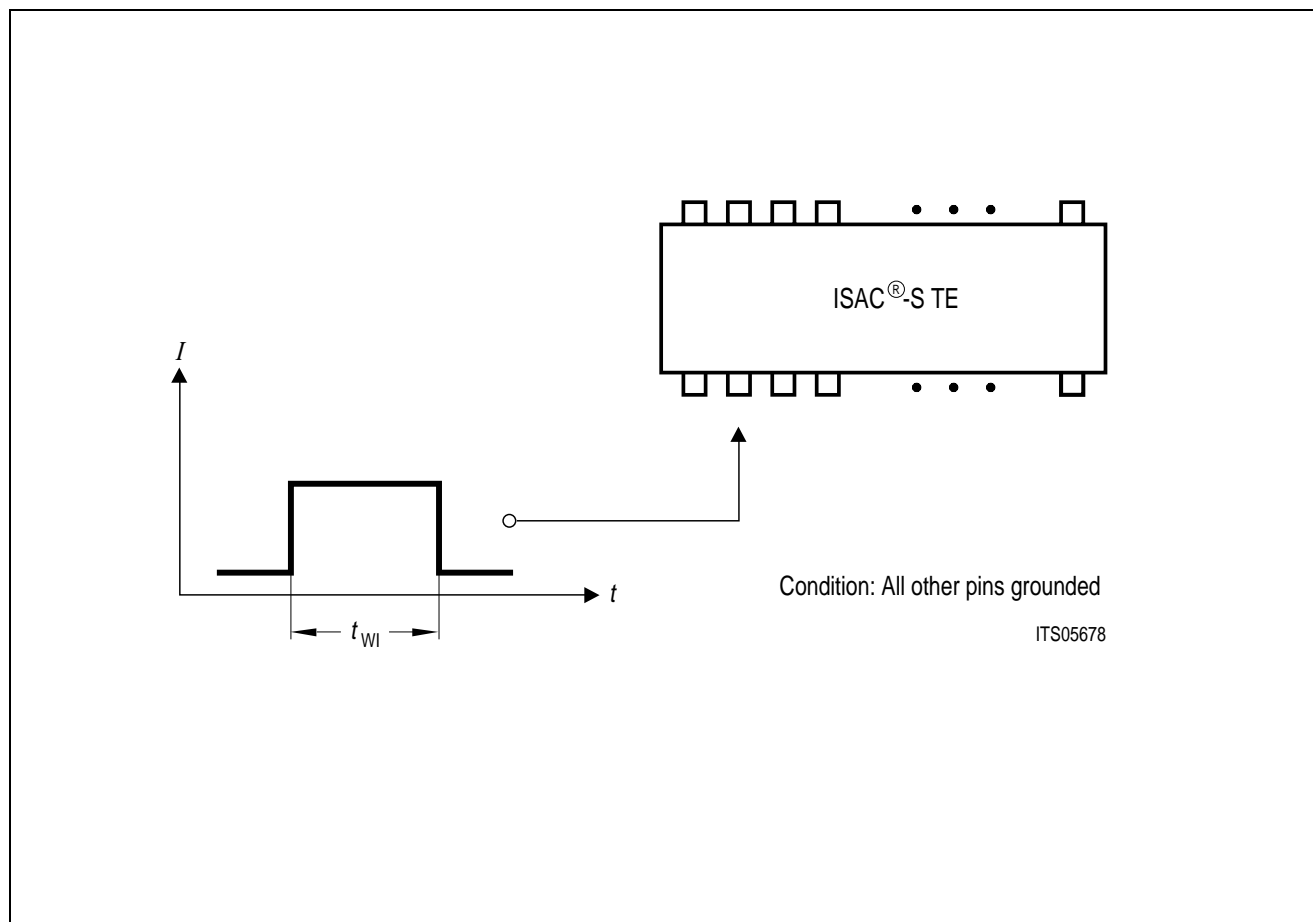 ISAC®-S TE
I
t
Condition: All other pins grounded
t WI
ITS05678